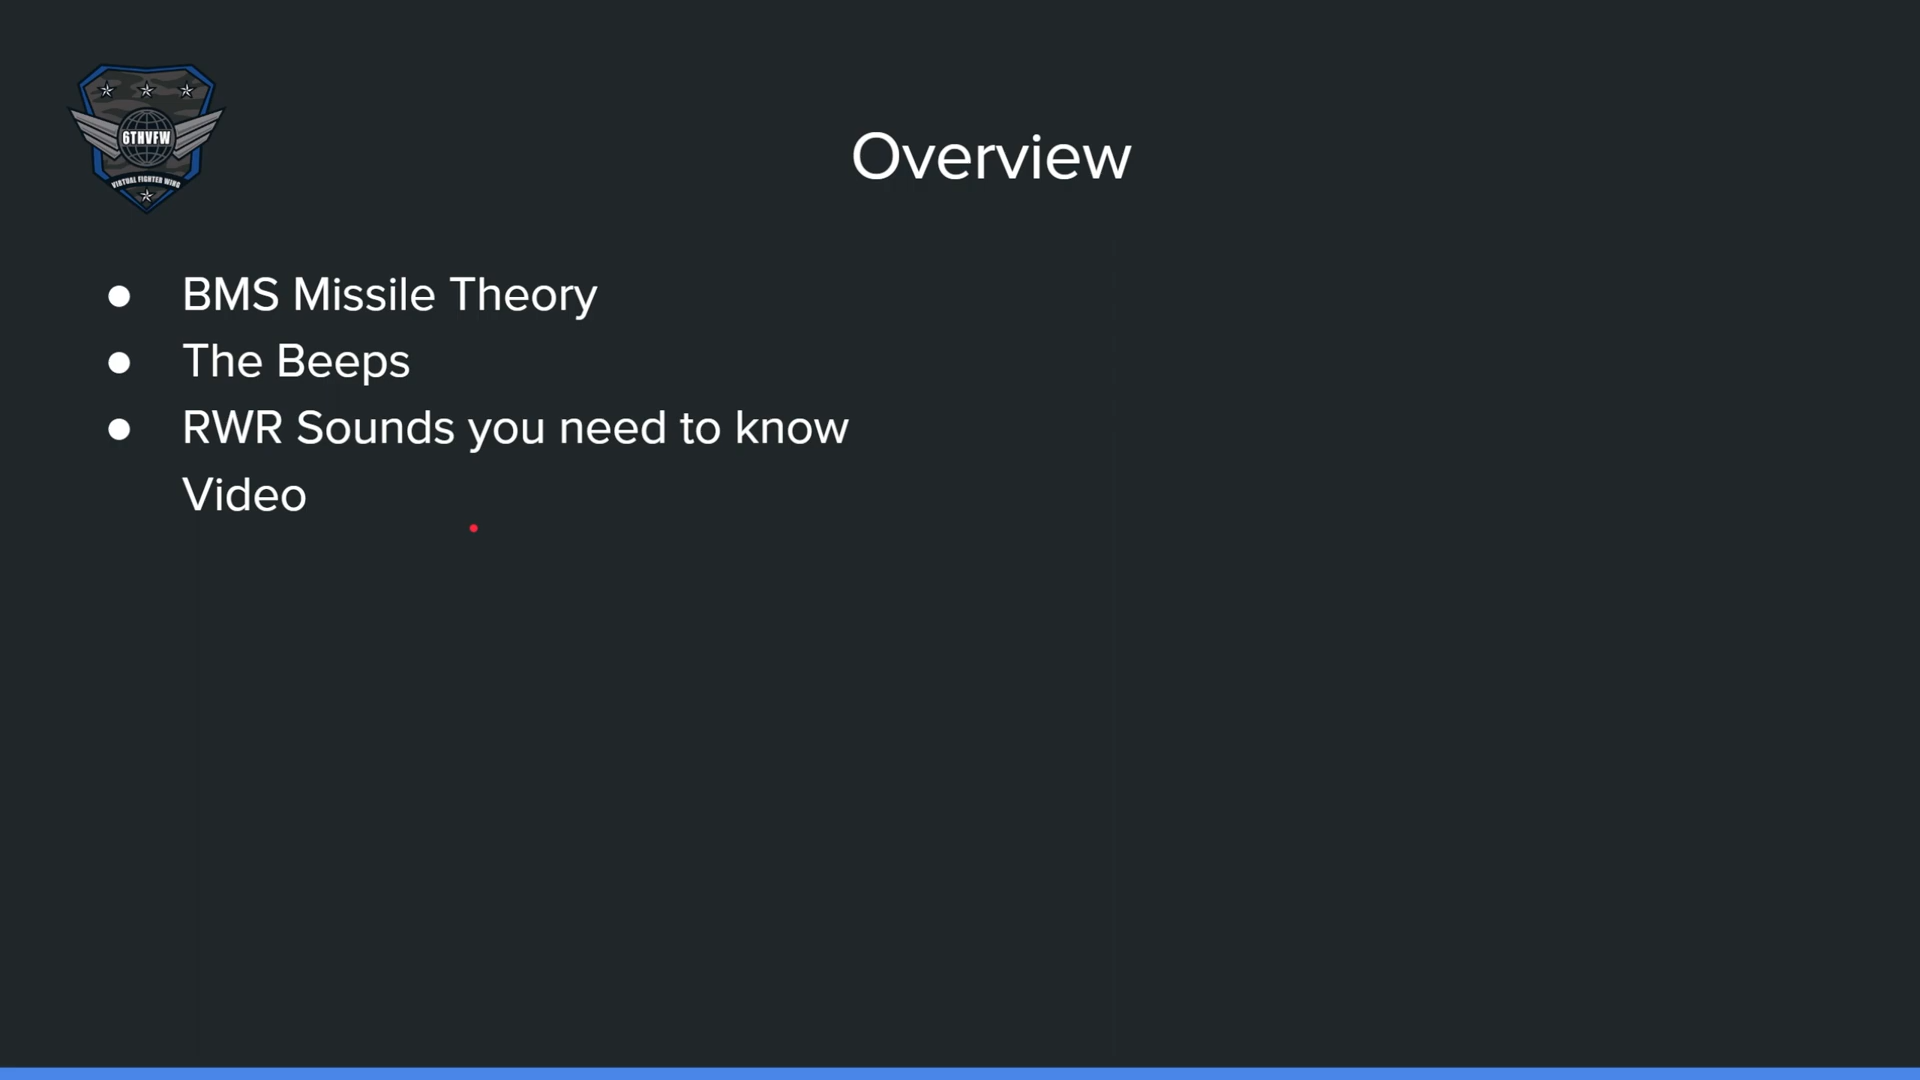 6THVFW
VIRTUAL FIGHTER WING
Overview
● BMS Missile Theory
● The Beeps
● RWR Sounds you need to know
Video